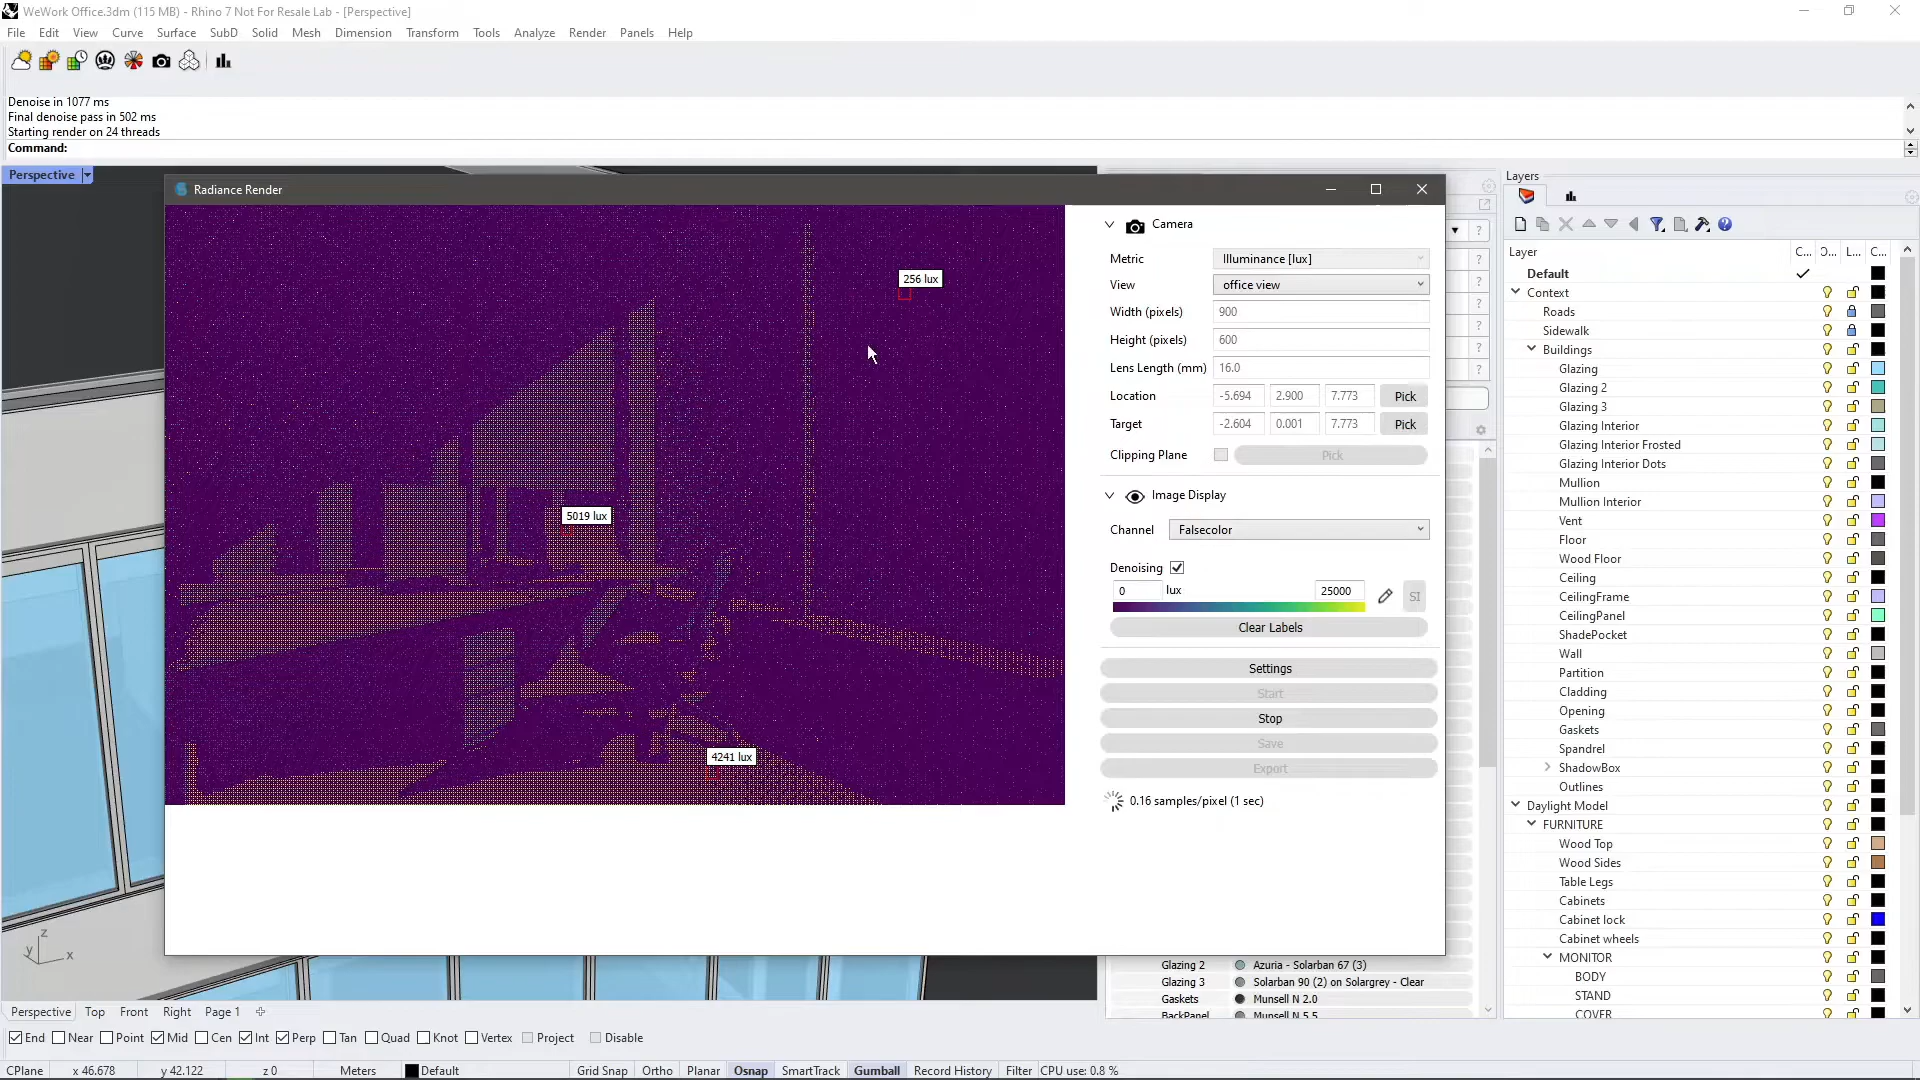 WeWork Office.3dm (115 MB) - Rhino 7 Not For Resale Lab - [Perspective]
File Edit View Curve Surface SubD Solid Mesh Dimension Transform Tools Analyze Render Panels Help
Denoise in 1077 ms
Final denoise pass in 502 ms
Starting render on 24 threads
Command:
Perspective
Radiance Render
256 lux
5019 lux
4241 lux
Camera
Metric Illuminance [lux]
View office view
Width (pixels) 900
Height (pixels) 600
Lens Length (mm) 16.0
Location -5.694 2.900 7.773 Pick
Target -2.604 0.001 7.773 Pick
Clipping Plane Pick
Image Display
Channel Falsecolor
Denoising
0 lux 25000 SI
Clear Labels
Settings
Start
Stop
Save
Export
0.16 samples/pixel (1 sec)
Glazing 2 Azuria - Solarban 67 (3)
Glazing 3 Solarban 90 (2) on Solargrey - Clear
Gaskets Munsell N 2.0
BackPanel Munsell N 5.5
Layers
Layer C... L... C...
Default
Context
Roads
Sidewalk
Buildings
Glazing
Glazing 2
Glazing 3
Glazing Interior
Glazing Interior Frosted
Glazing Interior Dots
Mullion
Mullion Interior
Vent
Floor
Wood Floor
Ceiling
CeilingFrame
CeilingPanel
ShadePocket
Wall
Partition
Cladding
Opening
Gaskets
Spandrel
ShadowBox
Outlines
Daylight Model
FURNITURE
Wood Top
Wood Sides
Table Legs
Cabinets
Cabinet lock
Cabinet wheels
MONITOR
BODY
STAND
COVER
z
y
x
Perspective Top Front Right Page 1
End Near Point Mid Cen Int Perp Tan Quad Knot Vertex Project Disable
CPlane x 46.678 y 42.122 z 0 Meters Default Grid Snap Ortho Planar Osnap SmartTrack Gumball Record History Filter CPU use: 0.8 %